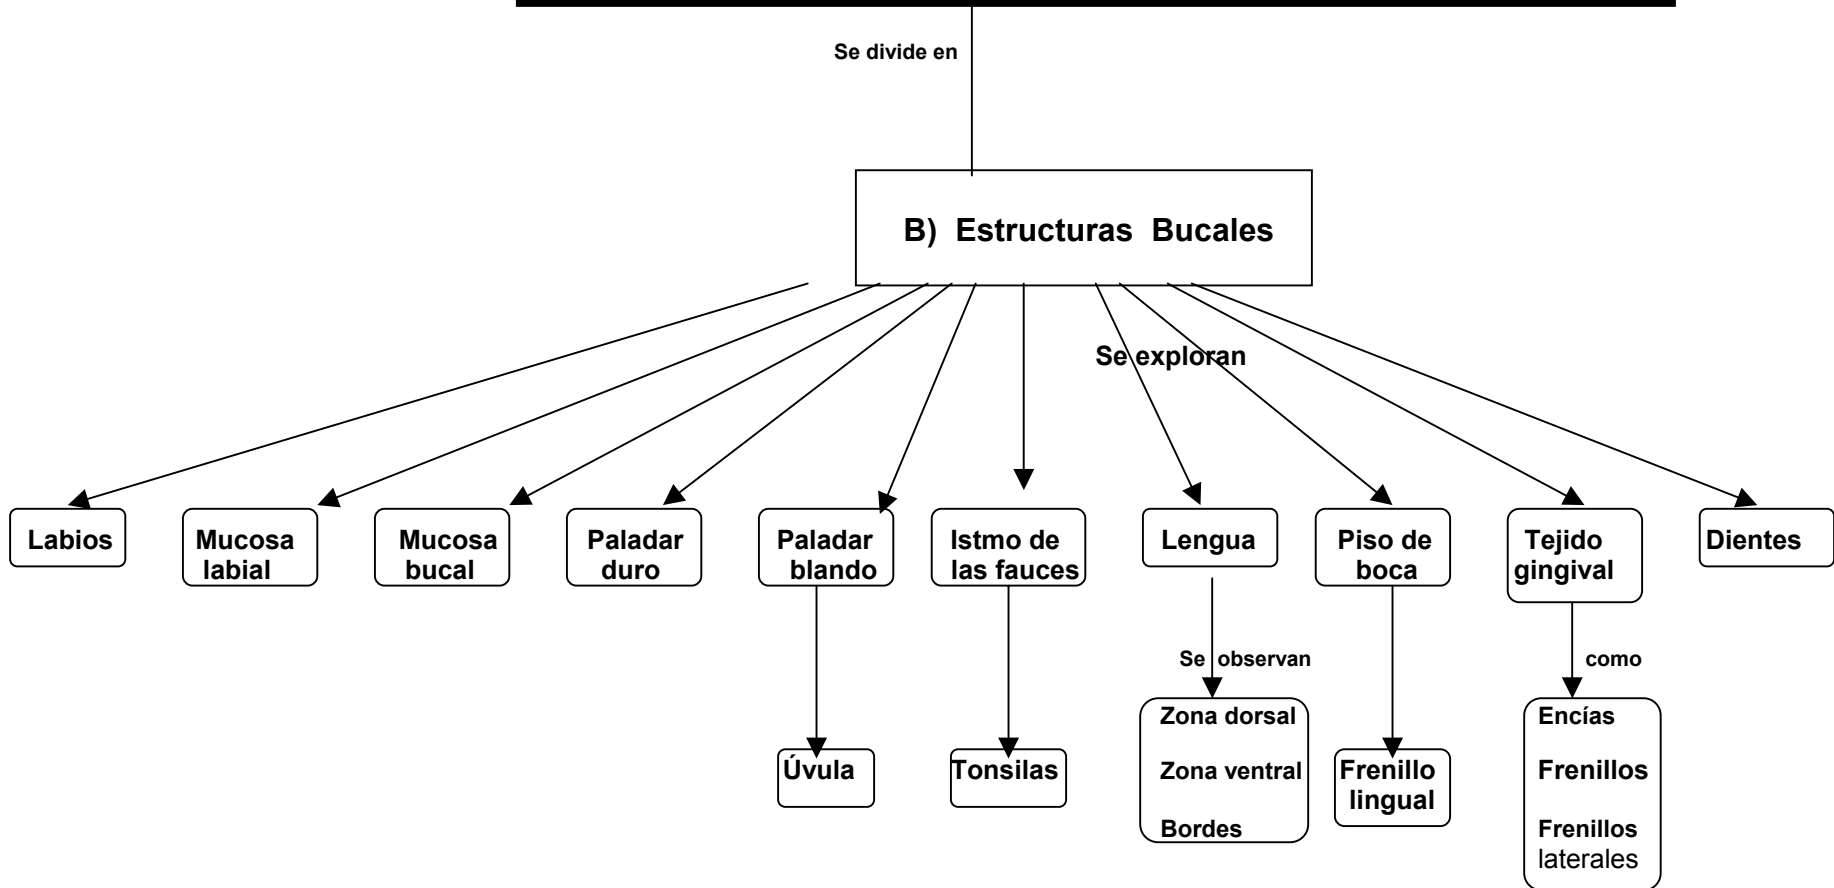 Se divide en
B) Estructuras Bucales
Se exploran
Labios
Mucosa
labial
Mucosa
bucal
Paladar
duro
Paladar
blando
Istmo de
las fauces
Lengua
Piso de
boca
Tejido
gingival
Dientes
Se observan
como
Úvula
Tonsilas
Zona dorsal
Zona ventral
Bordes
Frenillo
lingual
Encías
Frenillos
Frenillos
laterales